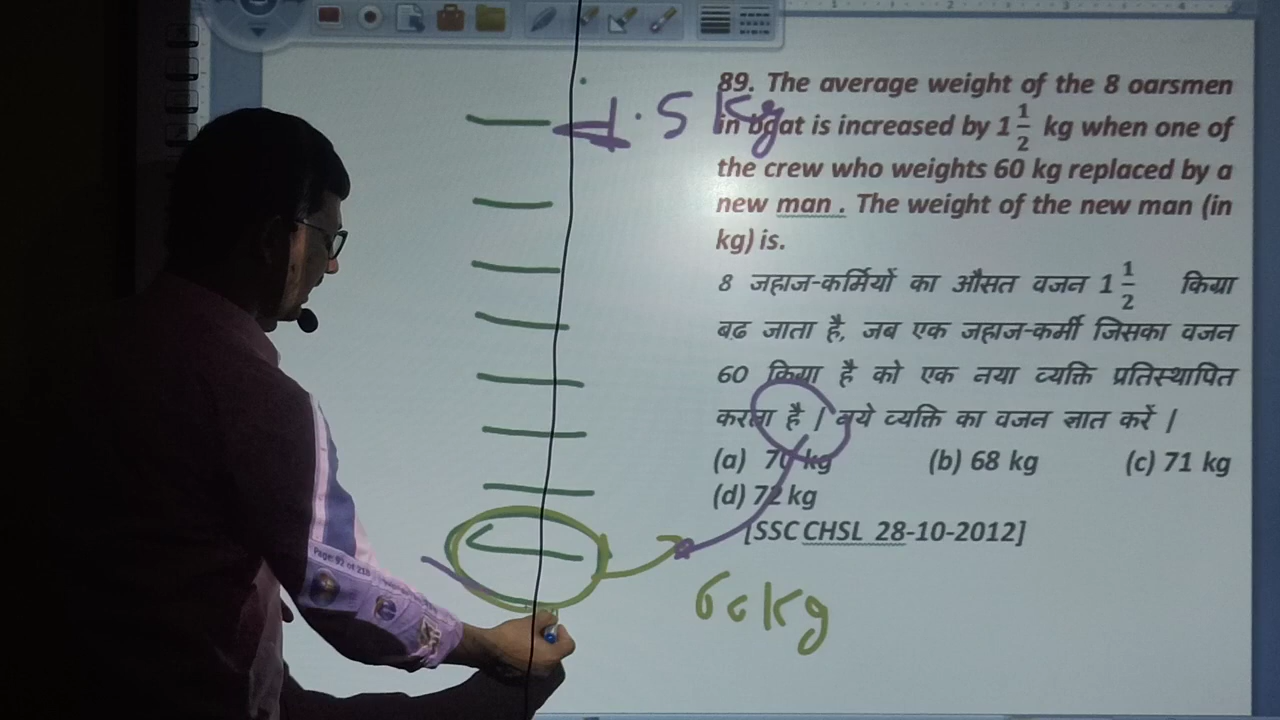 89. The average weight of the 8 oarsmen
in boat is increased by 1 1/2 kg when one of
the crew who weights 60 kg replaced by a
new man . The weight of the new man (in
kg) is.
8 जहाज-कर्मियों का औसत वजन 1 1/2 किग्रा
बढ़ जाता है, जब एक जहाज-कर्मी जिसका वजन
60 किग्रा है को एक नया व्यक्ति प्रतिस्थापित
करता है | नये व्यक्ति का वजन ज्ञात करें |
(a) 70 kg (b) 68 kg (c) 71 kg
(d) 72 kg
[SSC CHSL 28-10-2012]
1.5 Kg
60 Kg
Page: 92 of 218